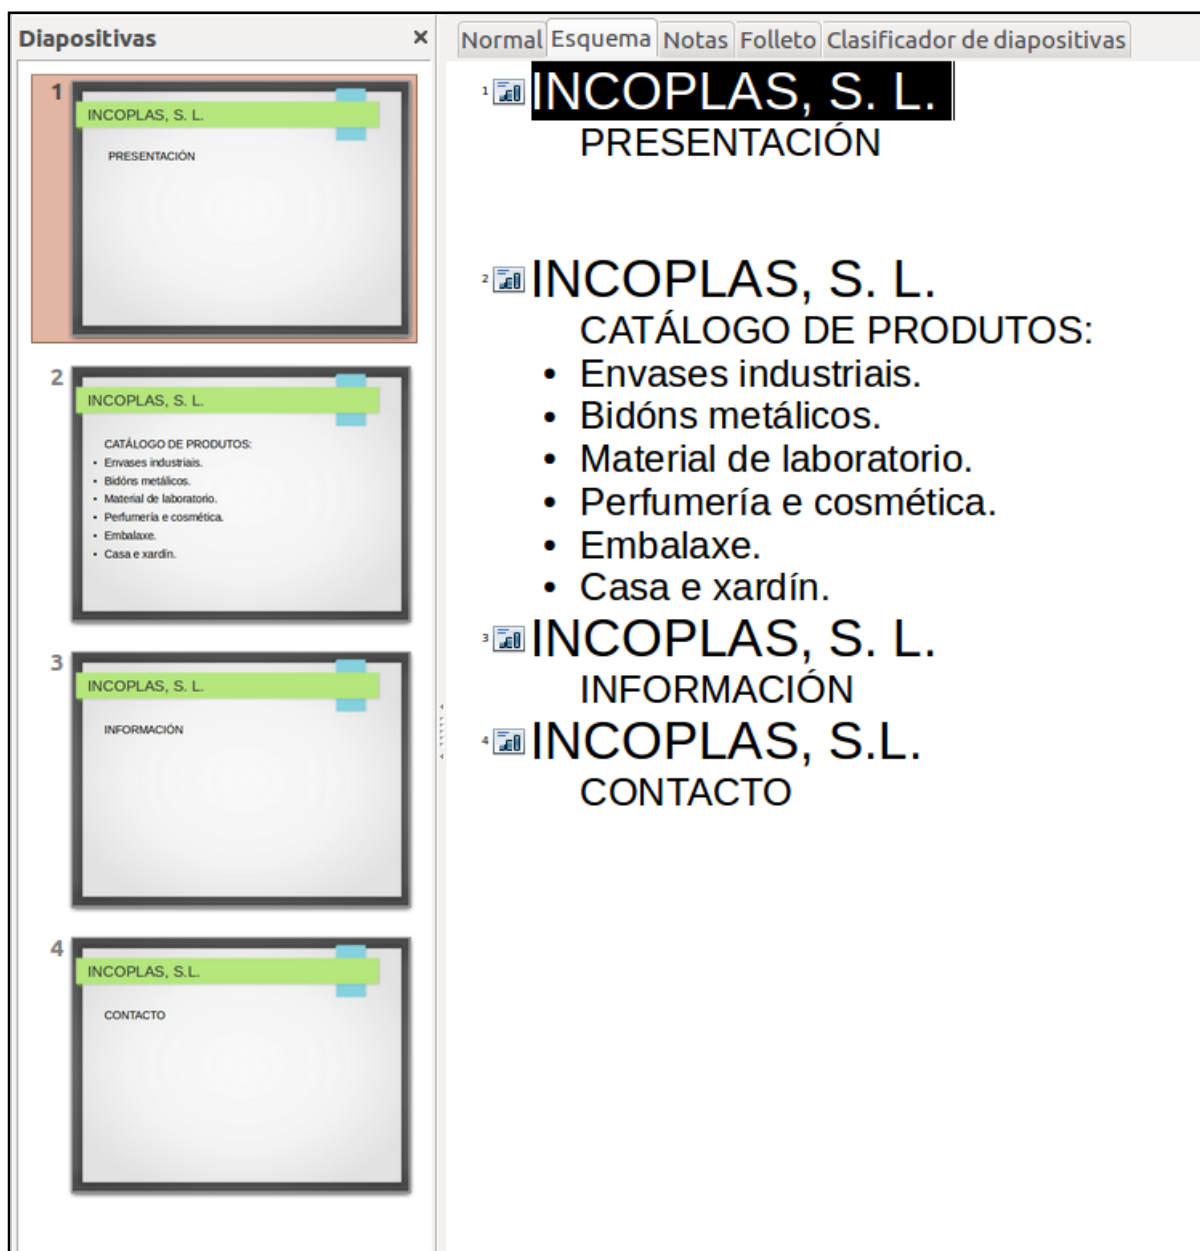 Diapositivas ×
1
INCOPLAS, S. L.
PRESENTACIÓN
2
INCOPLAS, S. L.
CATÁLOGO DE PRODUTOS:
• Envases industriais.
• Bidóns metálicos.
• Material de laboratorio.
• Perfumería e cosmética.
• Embalaxe.
• Casa e xardín.
3
INCOPLAS, S. L.
INFORMACIÓN
4
INCOPLAS, S.L.
CONTACTO
Normal Esquema Notas Folleto Clasificador de diapositivas
1 INCOPLAS, S. L.
PRESENTACIÓN
2 INCOPLAS, S. L.
CATÁLOGO DE PRODUTOS:
• Envases industriais.
• Bidóns metálicos.
• Material de laboratorio.
• Perfumería e cosmética.
• Embalaxe.
• Casa e xardín.
3 INCOPLAS, S. L.
INFORMACIÓN
4 INCOPLAS, S.L.
CONTACTO